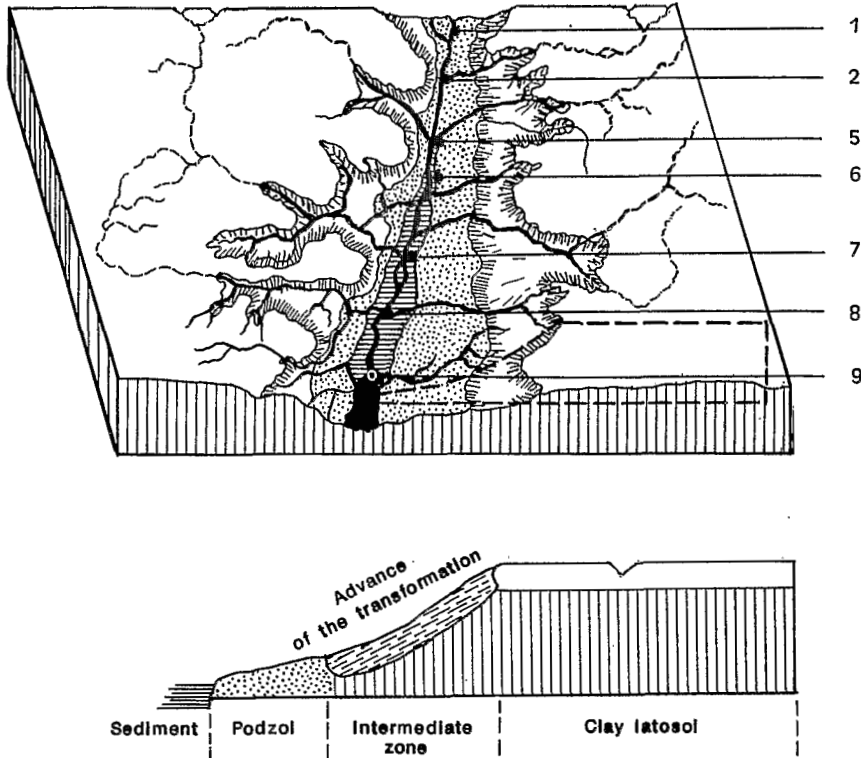 1
2
5
6
7
8
9
Advance
of the transformation
Sediment
Podzol
Intermediate
zone
Clay latosol